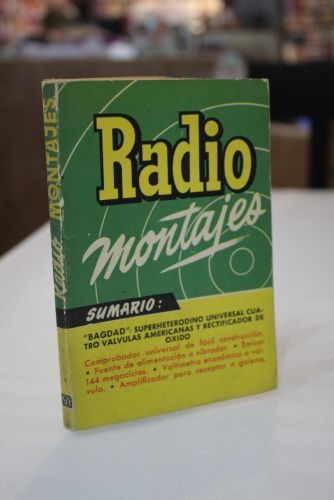 Radio
montajes
SUMARIO:
"BAGDAD": SUPERHETERODINO UNIVERSAL CUA-
TRO VALVULAS AMERICANAS Y RECTIFICADOR DE
OXIDO
Comprobador universal de fácil construcción.
• Fuente de alimentación a vibrador. • Emisor
144 megaciclos. • Voltímetro económico a vál-
vula. • Amplificador para receptor a galena.
Radio MONTAJES